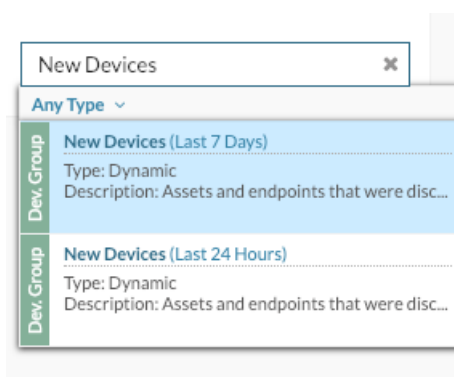 New Devices
Any Type
Dev. Group
New Devices (Last 7 Days)
Type: Dynamic
Description: Assets and endpoints that were disc...
Dev. Group
New Devices (Last 24 Hours)
Type: Dynamic
Description: Assets and endpoints that were disc...